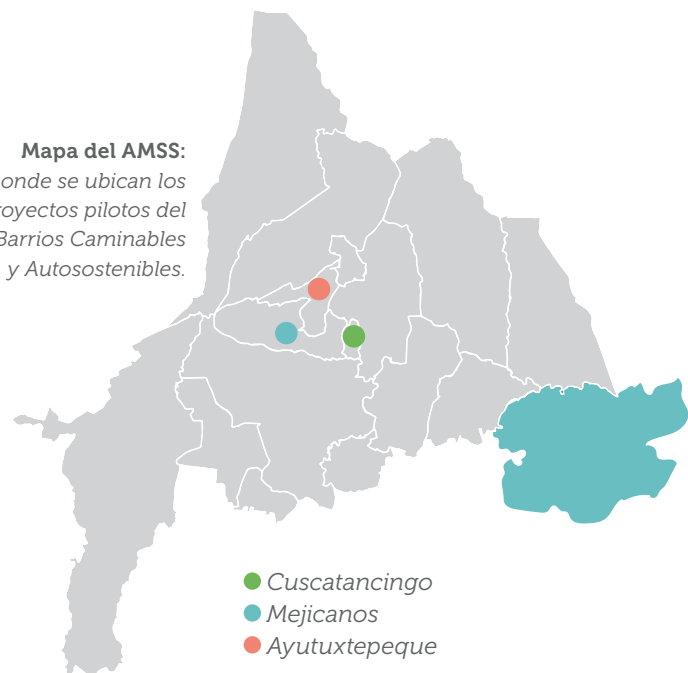 Mapa del AMSS:
onde se ubican los
royectos pilotos del
Barrios Caminables
y Autosostenibles.
Cuscatancingo
Mejicanos
Ayutuxtepeque